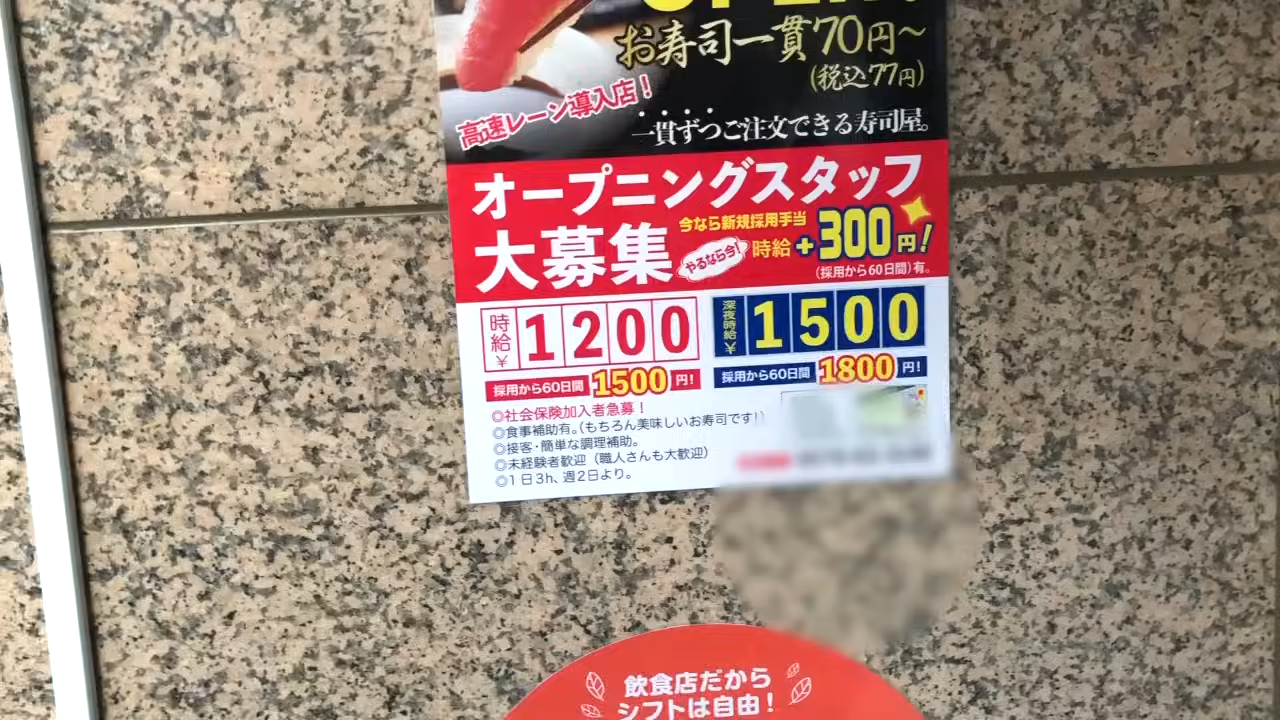 お寿司一貫70円〜
(税込77円)
高速レーン導入店!
一貫ずつご注文できる寿司屋。
オープニングスタッフ
大募集
今なら新規採用手当
やるなら今!
時給+300円!
(採用から60日間)有。
時給¥1200
採用から60日間1500円!
深夜時給¥1500
採用から60日間1800円!
◎社会保険加入者急募!
◎食事補助有。(もちろん美味しいお寿司です!)
◎接客・簡単な調理補助。
◎未経験者歓迎(職人さんも大歓迎)
◎1日3h、週2日より。
飲食店だから
シフトは自由!